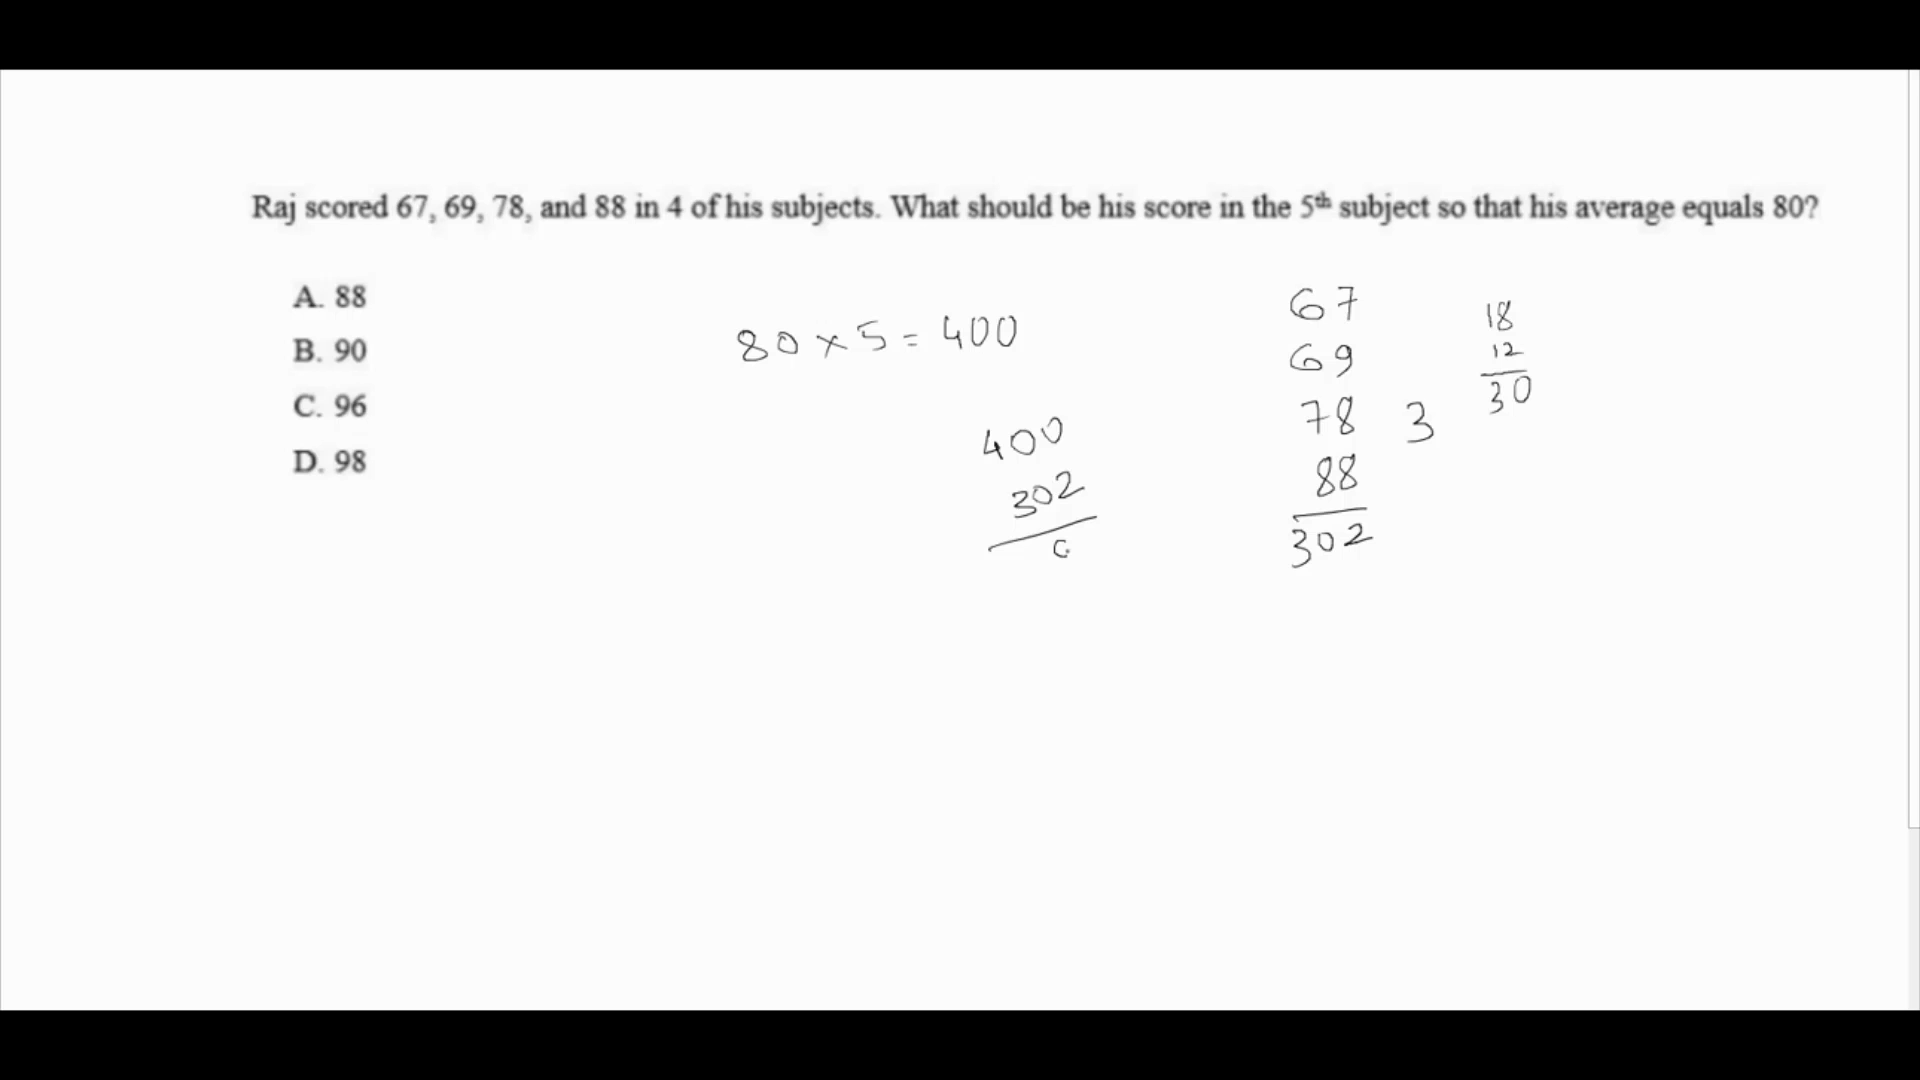 Raj scored 67, 69, 78, and 88 in 4 of his subjects. What should be his score in the 5th subject so that his average equals 80?
A. 88
B. 90
C. 96
D. 98
80 × 5 = 400
400
302
67
69
78 3
88
302
18
12
30